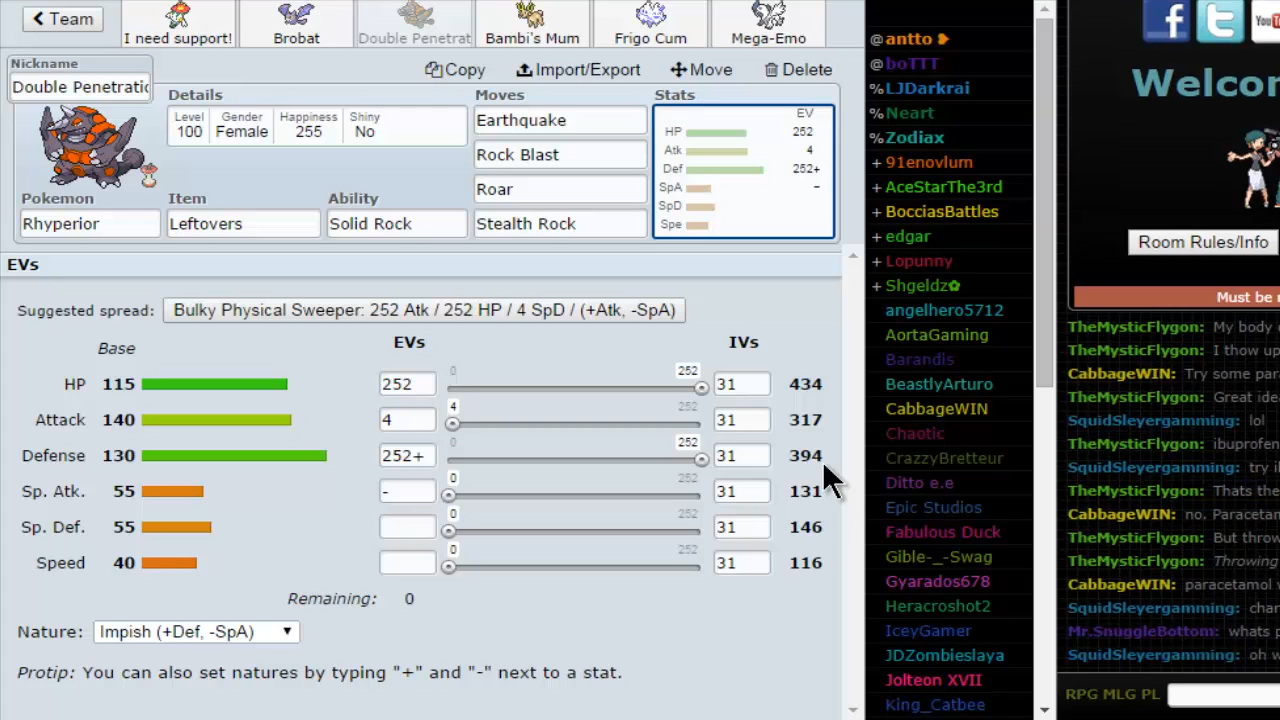 Team
I need support!
Brobat
Double Penetrat
Bambi's Mum
Frigo Cum
Mega-Emo
Nickname
Double Penetratic
Copy
Import/Export
Move
Delete
Details
Level
100
Gender
Female
Happiness
255
Shiny
No
Pokemon
Rhyperior
Item
Leftovers
Ability
Solid Rock
Moves
Earthquake
Rock Blast
Roar
Stealth Rock
Stats
EV
HP 252
Atk 4
Def 252+
SpA -
SpD
Spe
EVs
Suggested spread: Bulky Physical Sweeper: 252 Atk / 252 HP / 4 SpD / (+Atk, -SpA)
Base EVs IVs
HP 115 252 0 252 31 434
Attack 140 4 4 252 31 317
Defense 130 252+ 0 252 31 394
Sp. Atk. 55 - 0 252 31 131
Sp. Def. 55 0 252 31 146
Speed 40 0 252 31 116
Remaining: 0
Nature: Impish (+Def, -SpA)
Protip: You can also set natures by typing "+" and "-" next to a stat.
@antto
@boTTT
%LJDarkrai
%Neart
%Zodiax
+91enovlum
+AceStarThe3rd
+BocciasBattles
+edgar
+Lopunny
+Shgeldz✿
angelhero5712
AortaGaming
Barandis
BeastlyArturo
CabbageWIN
Chaotic
CrazzyBretteur
Ditto e.e
Epic Studios
Fabulous Duck
Gible-_-Swag
Gyarados678
Heracroshot2
IceyGamer
JDZombieslaya
Jolteon XVII
King_Catbee
You
Welcor
Room Rules/Info
Must be
TheMysticFlygon: My body
TheMysticFlygon: I thow up
CabbageWIN: Try some par
TheMysticFlygon: Great idea
SquidSleyergamming: lol
TheMysticFlygon: ibuprofen
SquidSleyergamming: try i
TheMysticFlygon: Thats the
CabbageWIN: no. Paracetam
TheMysticFlygon: But throw
TheMysticFlygon: Throwing
CabbageWIN: paracetamol
SquidSleyergamming: char
Mr.SnuggleBottom: whats
SquidSleyergamming: oh w
RPG MLG PL